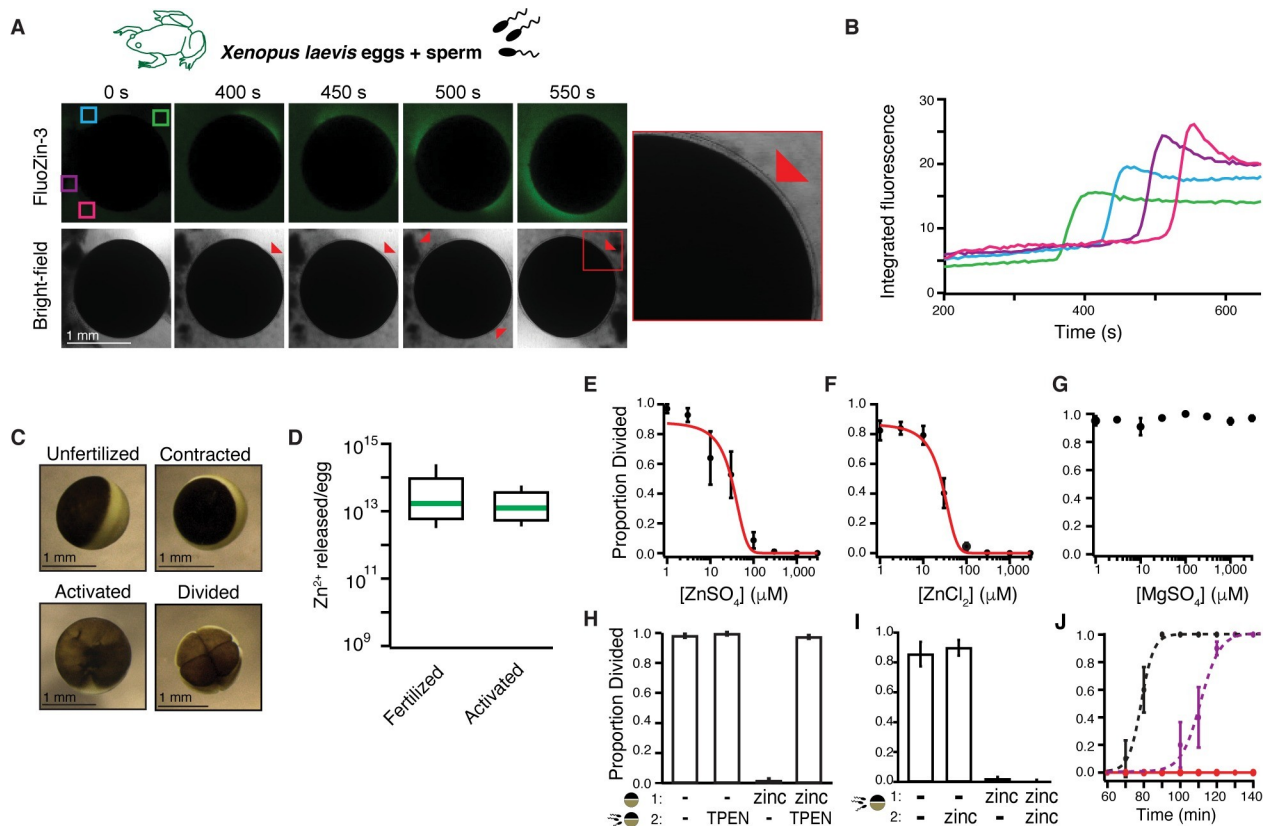 A
Xenopus laevis eggs + sperm
0 s 400 s 450 s 500 s 550 s
FluoZin-3
Bright-field
1 mm
B
Integrated fluorescence
30
20
10
0
200 400 600
Time (s)
C
Unfertilized Contracted
1 mm 1 mm
Activated Divided
1 mm 1 mm
D
Zn2+ released/egg
10^15
10^13
10^11
10^9
Fertilized
Activated
E
Proportion Divided
1.0
0.8
0.6
0.4
0.2
0.0
1 10 100 1,000
[ZnSO4] (μM)
F
1.0
0.8
0.6
0.4
0.2
0.0
1 10 100 1,000
[ZnCl2] (μM)
G
1.0
0.8
0.6
0.4
0.2
0.0
1 10 100 1,000
[MgSO4] (μM)
H
Proportion Divided
1.0
0.8
0.6
0.4
0.2
0.0
1: - - zinc zinc
2: - TPEN - TPEN
I
1.0
0.8
0.6
0.4
0.2
0.0
1: - - zinc zinc
2: - zinc - zinc
J
1.0
0.8
0.6
0.4
0.2
0.0
60 80 100 120 140
Time (min)